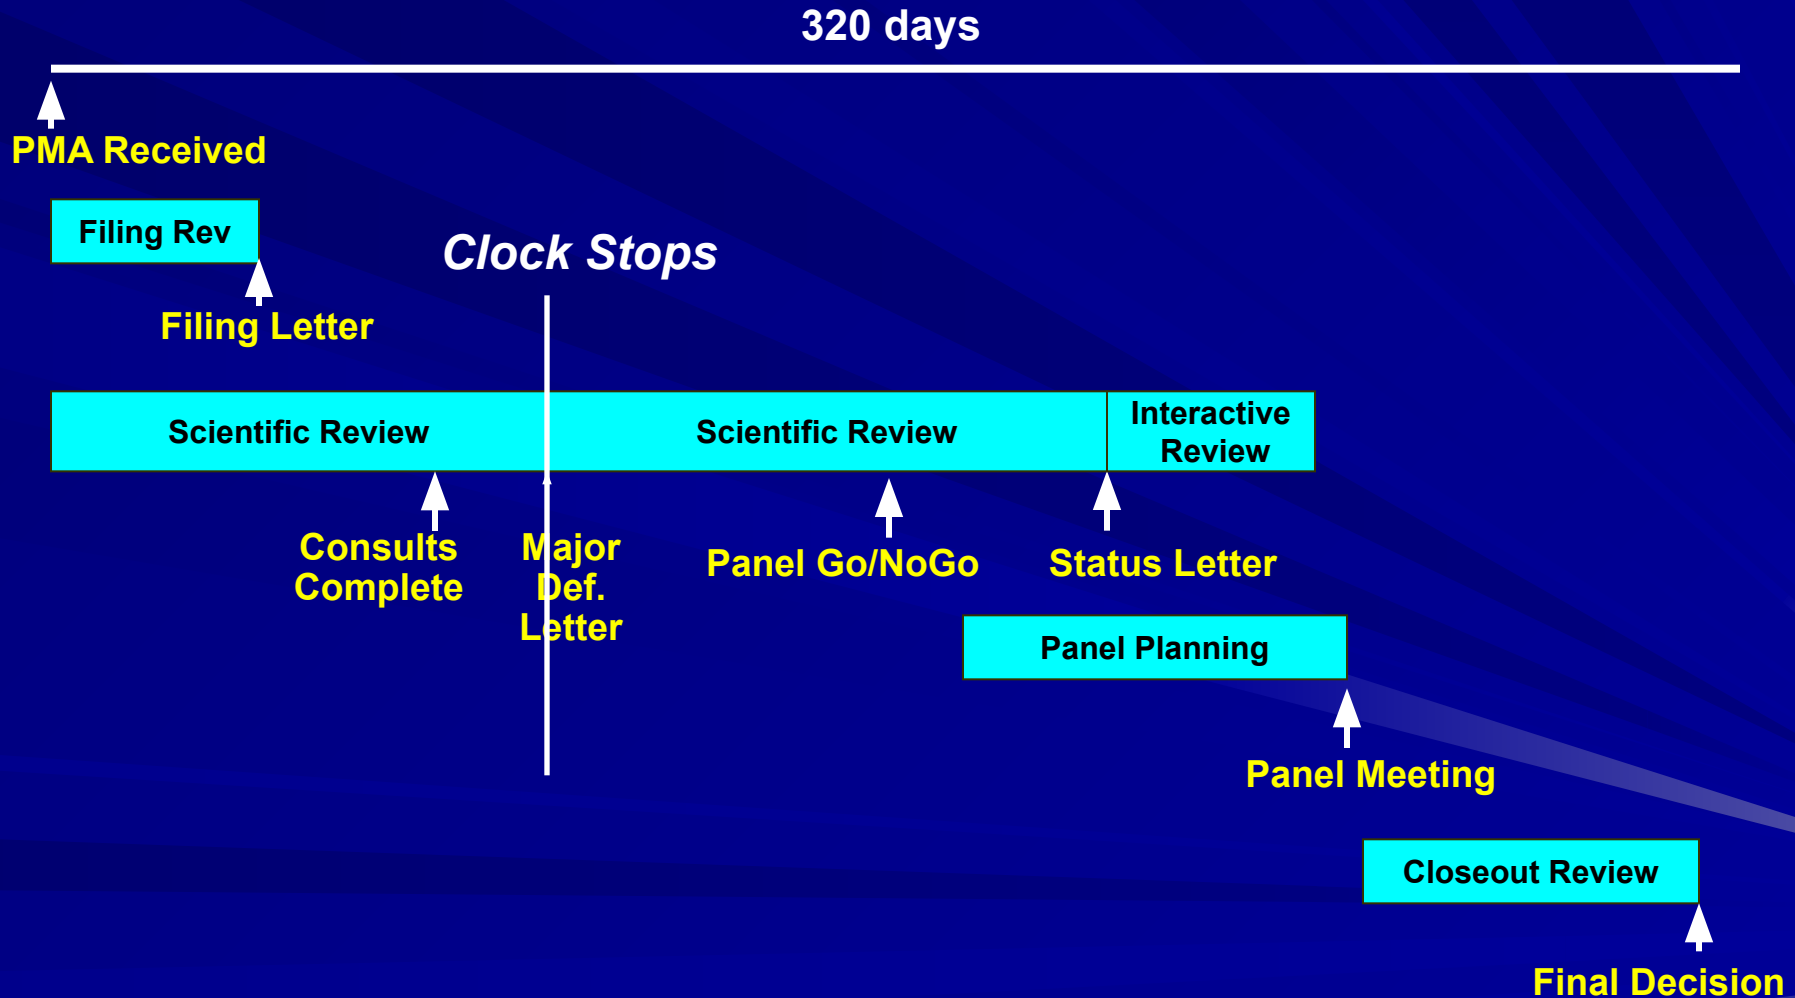 320 days
PMA Received
Filing Rev
Clock Stops
Filing Letter
Scientific Review
Scientific Review
Interactive
Review
Consults
Complete
Major
Def.
Letter
Panel Go/NoGo
Status Letter
Panel Planning
Panel Meeting
Closeout Review
Final Decision